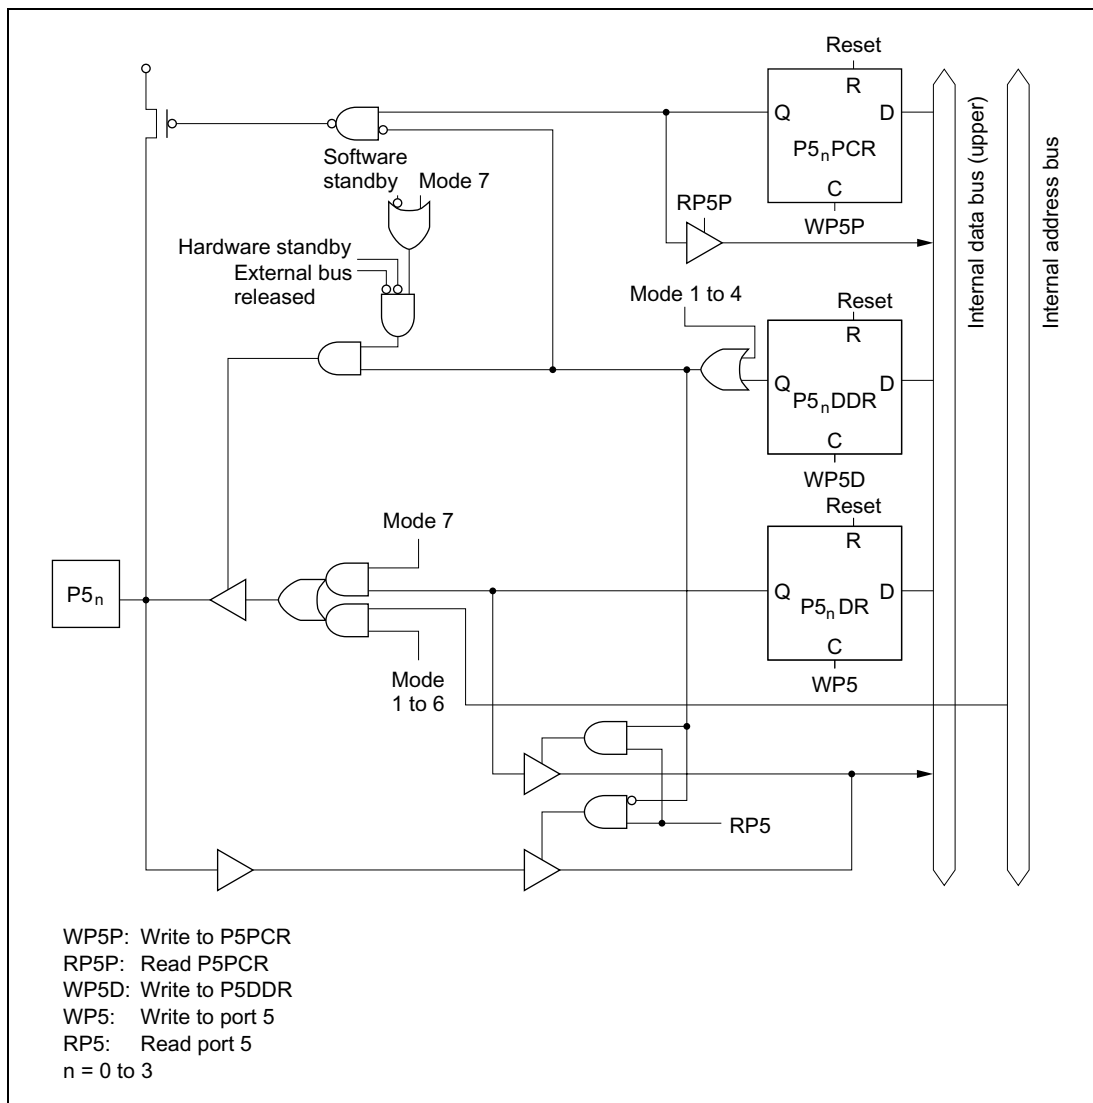 Reset
R
Q
D
P5nPCR
C
WP5P
RP5P
Software
standby
Mode 7
Hardware standby
External bus
released
Mode 1 to 4
Reset
R
Q
D
P5nDDR
C
WP5D
Reset
R
Q
D
P5n DR
C
WP5
Mode 7
P5n
Mode
1 to 6
RP5
Internal data bus (upper)
Internal address bus
WP5P: Write to P5PCR
RP5P: Read P5PCR
WP5D: Write to P5DDR
WP5: Write to port 5
RP5: Read port 5
n = 0 to 3